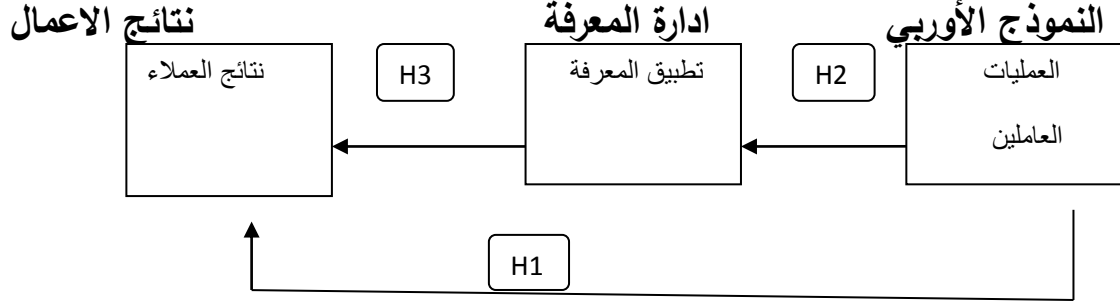 النموذج الأوربي
ادارة المعرفة
نتائج الاعمال
العمليات
العاملين
H2
تطبيق المعرفة
H3
نتائج العملاء
H1